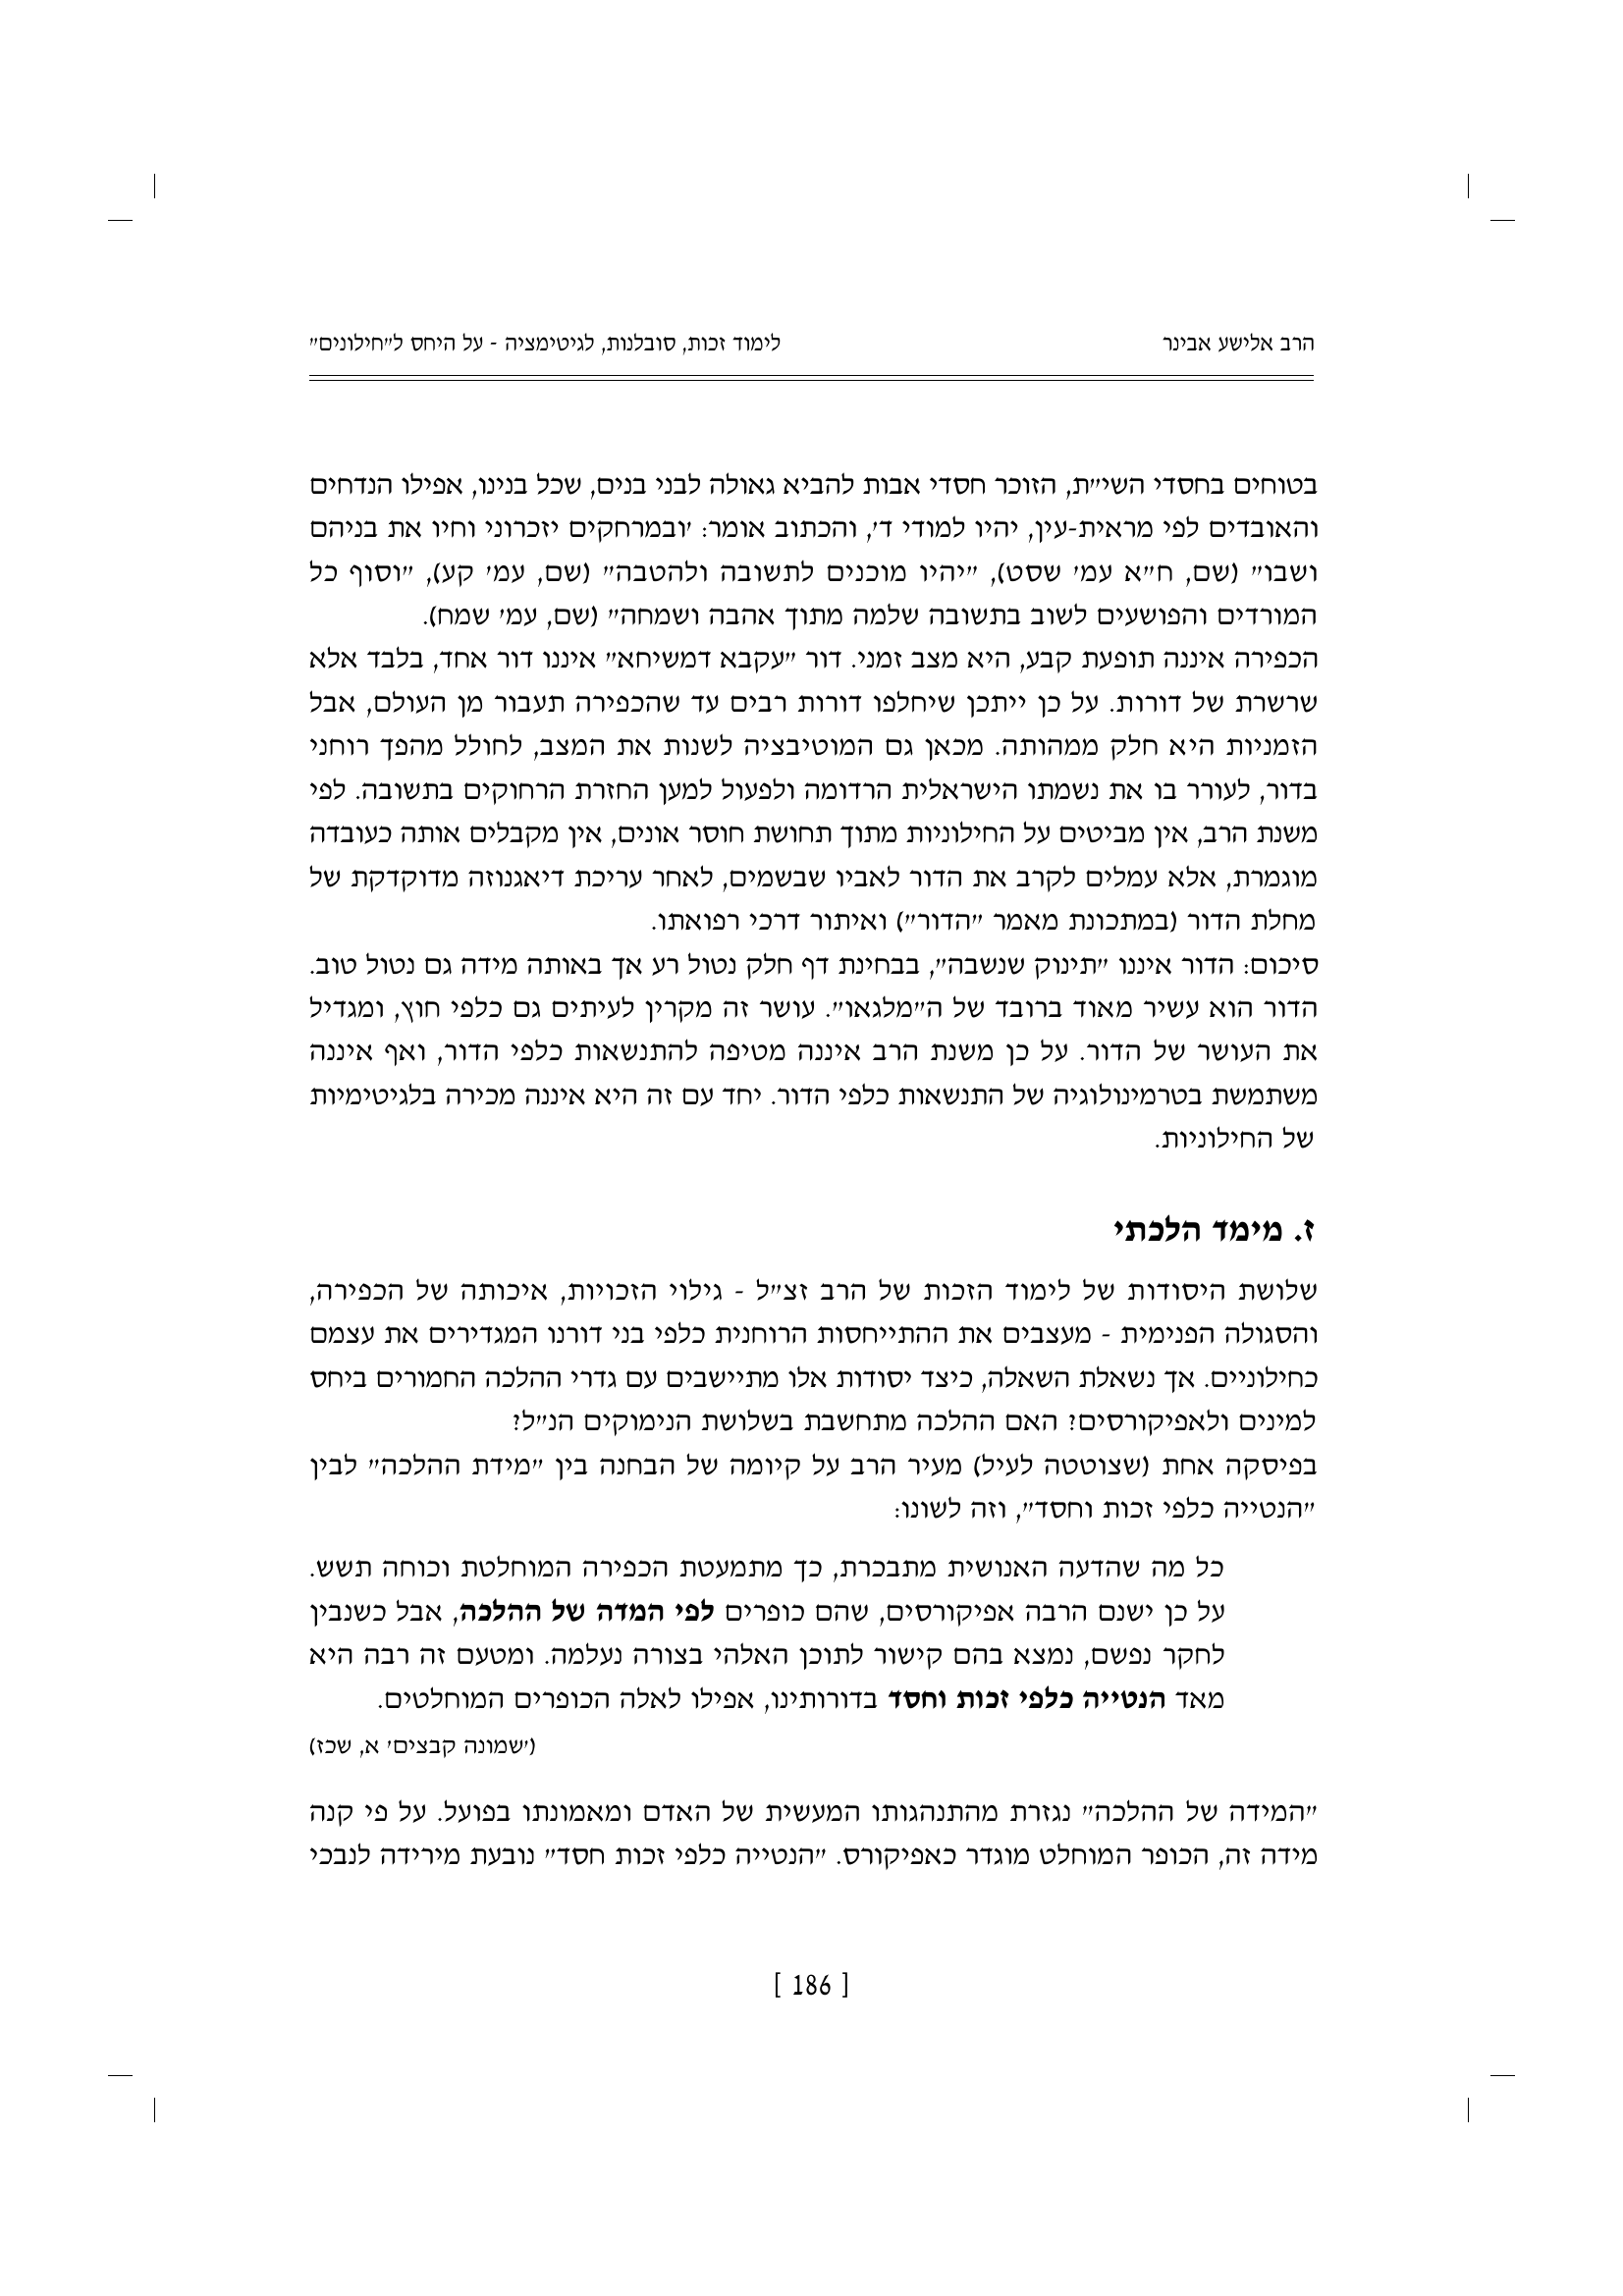 הרב אלישע אבינר
לימוד זכות, סובלנות, לגיטימציה - על היחס ל״חילונים״
בטוחים בחסדי השי״ת, הזוכר חסדי אבות להביא גאולה לבני בנים, שכל בנינו, אפילו הנדחים
והאובדים לפי מראית-עין, יהיו למודי ד׳, והכתוב אומר: ׳ובמרחקים יזכרוני וחיו את בניהם
ושבו״ (שם, ח״א עמ׳ שסט), ״יהיו מוכנים לתשובה ולהטבה״ (שם, עמ׳ קע), ״וסוף כל
המורדים והפושעים לשוב בתשובה שלמה מתוך אהבה ושמחה״ (שם, עמ׳ שמח).
הכפירה איננה תופעת קבע, היא מצב זמני. דור ״עקבא דמשיחא״ איננו דור אחד, בלבד אלא
שרשרת של דורות. על כן ייתכן שיחלפו דורות רבים עד שהכפירה תעבור מן העולם, אבל
הזמניות היא חלק ממהותה. מכאן גם המוטיבציה לשנות את המצב, לחולל מהפך רוחני
בדור, לעורר בו את נשמתו הישראלית הרדומה ולפעול למען החזרת הרחוקים בתשובה. לפי
משנת הרב, אין מביטים על החילוניות מתוך תחושת חוסר אונים, אין מקבלים אותה כעובדה
מוגמרת, אלא עמלים לקרב את הדור לאביו שבשמים, לאחר עריכת דיאגנוזה מדוקדקת של
מחלת הדור (במתכונת מאמר ״הדור״) ואיתור דרכי רפואתו.
סיכום: הדור איננו ״תינוק שנשבה״, בבחינת דף חלק נטול רע אך באותה מידה גם נטול טוב.
הדור הוא עשיר מאוד ברובד של ה״מלגאו״. עושר זה מקרין לעיתים גם כלפי חוץ, ומגדיל
את העושר של הדור. על כן משנת הרב איננה מטיפה להתנשאות כלפי הדור, ואף איננה
משתמשת בטרמינולוגיה של התנשאות כלפי הדור. יחד עם זה היא איננה מכירה בלגיטימיות
של החילוניות.
ז. מימד הלכתי
שלושת היסודות של לימוד הזכות של הרב זצ״ל - גילוי הזכויות, איכותה של הכפירה,
והסגולה הפנימית - מעצבים את ההתייחסות הרוחנית כלפי בני דורנו המגדירים את עצמם
כחילוניים. אך נשאלת השאלה, כיצד יסודות אלו מתיישבים עם גדרי ההלכה החמורים ביחס
למינים ולאפיקורסים? האם ההלכה מתחשבת בשלושת הנימוקים הנ״ל?
בפיסקה אחת (שצוטטה לעיל) מעיר הרב על קיומה של הבחנה בין ״מידת ההלכה״ לבין
״הנטייה כלפי זכות וחסד״, וזה לשונו:
כל מה שהדעה האנושית מתבכרת, כך מתמעטת הכפירה המוחלטת וכוחה תשש.
על כן ישנם הרבה אפיקורסים, שהם כופרים לפי המדה של ההלכה, אבל כשנבין
לחקר נפשם, נמצא בהם קישור לתוכן האלהי בצורה נעלמה. ומטעם זה רבה היא
מאד הנטייה כלפי זכות וחסד בדורותינו, אפילו לאלה הכופרים המוחלטים.
(׳שמונה קבצים׳ א, שכז)
״המידה של ההלכה״ נגזרת מהתנהגותו המעשית של האדם ומאמונתו בפועל. על פי קנה
מידה זה, הכופר המוחלט מוגדר כאפיקורס. ״הנטייה כלפי זכות חסד״ נובעת מירידה לנבכי
[ 186 ]